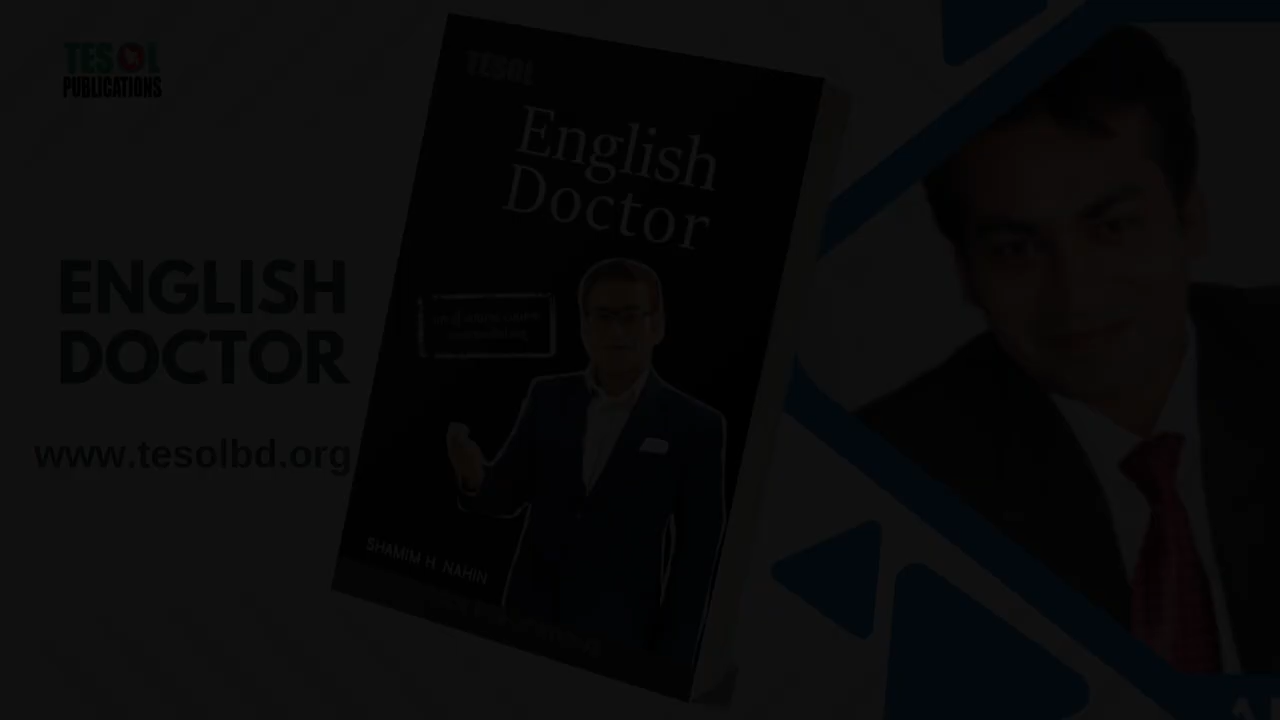 TESOL
PUBLICATIONS
ENGLISH
DOCTOR
www.tesolbd.org
TESOL
English
Doctor
SHAMIM H. NAHIN